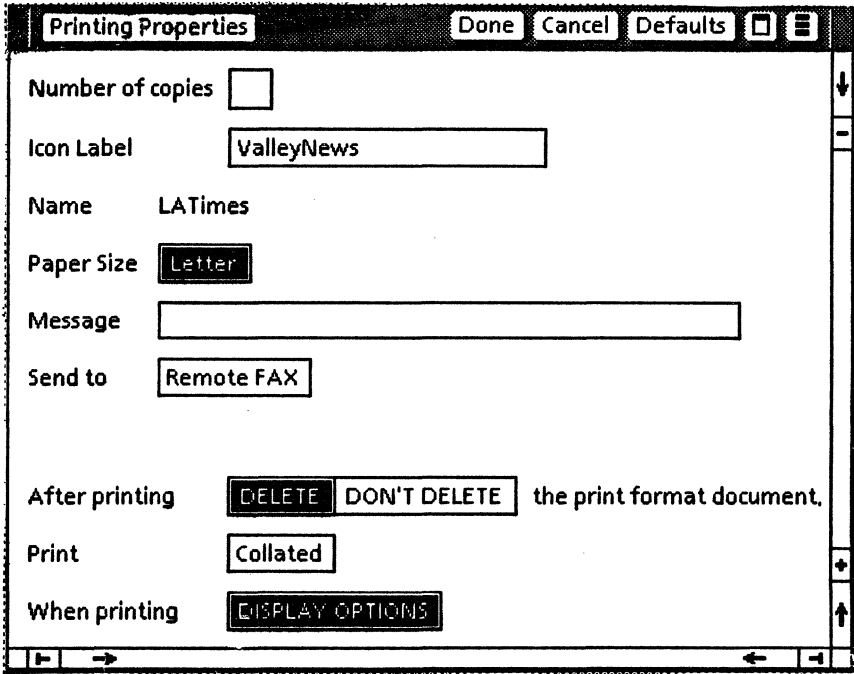 Printing Properties Done Cancel Defaults
Number of copies
Icon Label ValleyNews
Name LATimes
Paper Size Letter
Message
Send to Remote FAX
After printing DELETE DON'T DELETE the print format document.
Print Collated
When printing DISPLAY OPTIONS